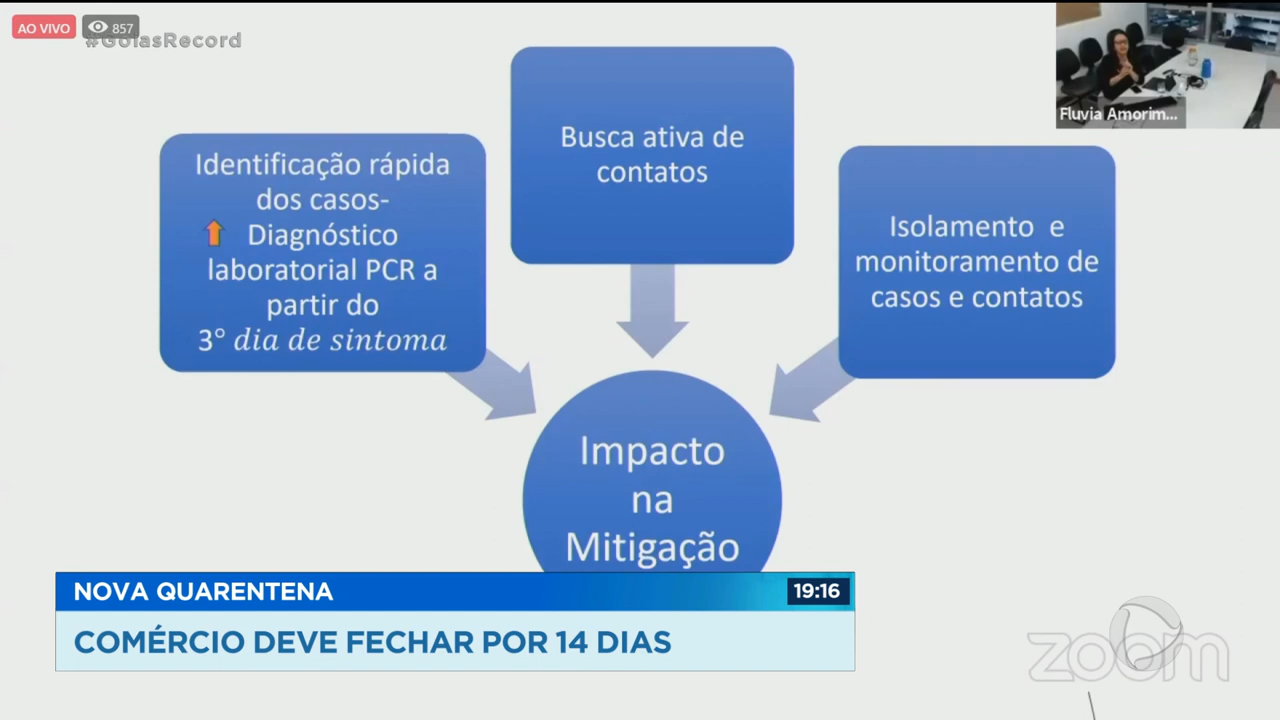 AO VIVO
857
#GoiasRecord
Fluvia Amorim...
Identificação rápida
dos casos-
Diagnóstico
laboratorial PCR a
partir do
3° dia de sintoma
Busca ativa de
contatos
Isolamento e
monitoramento de
casos e contatos
Impacto
na
Mitigação
NOVA QUARENTENA
19:16
COMÉRCIO DEVE FECHAR POR 14 DIAS
zoom